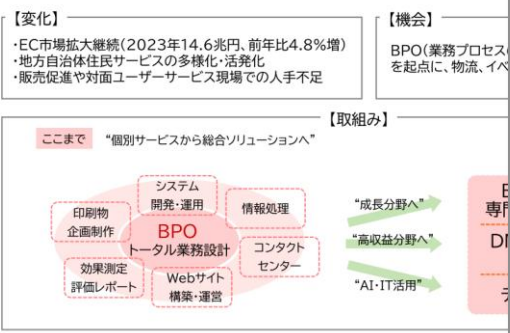 【変化】
・EC市場拡大継続(2023年14.6兆円、前年比4.8%増)
・地方自治体住民サービスの多様化・活発化
・販売促進や対面ユーザーサービス現場での人手不足
【機会】
BPO(業務プロセス
を起点に、物流、イベ
【取組み】
ここまで
“個別サービスから総合ソリューションへ”
システム
開発・運用
印刷物
企画制作
情報処理
BPO
トータル業務設計
コンタクト
センター
効果測定
評価レポート
Webサイト
構築・運営
“成長分野へ”
“高収益分野へ”
“AI・IT活用”
専門